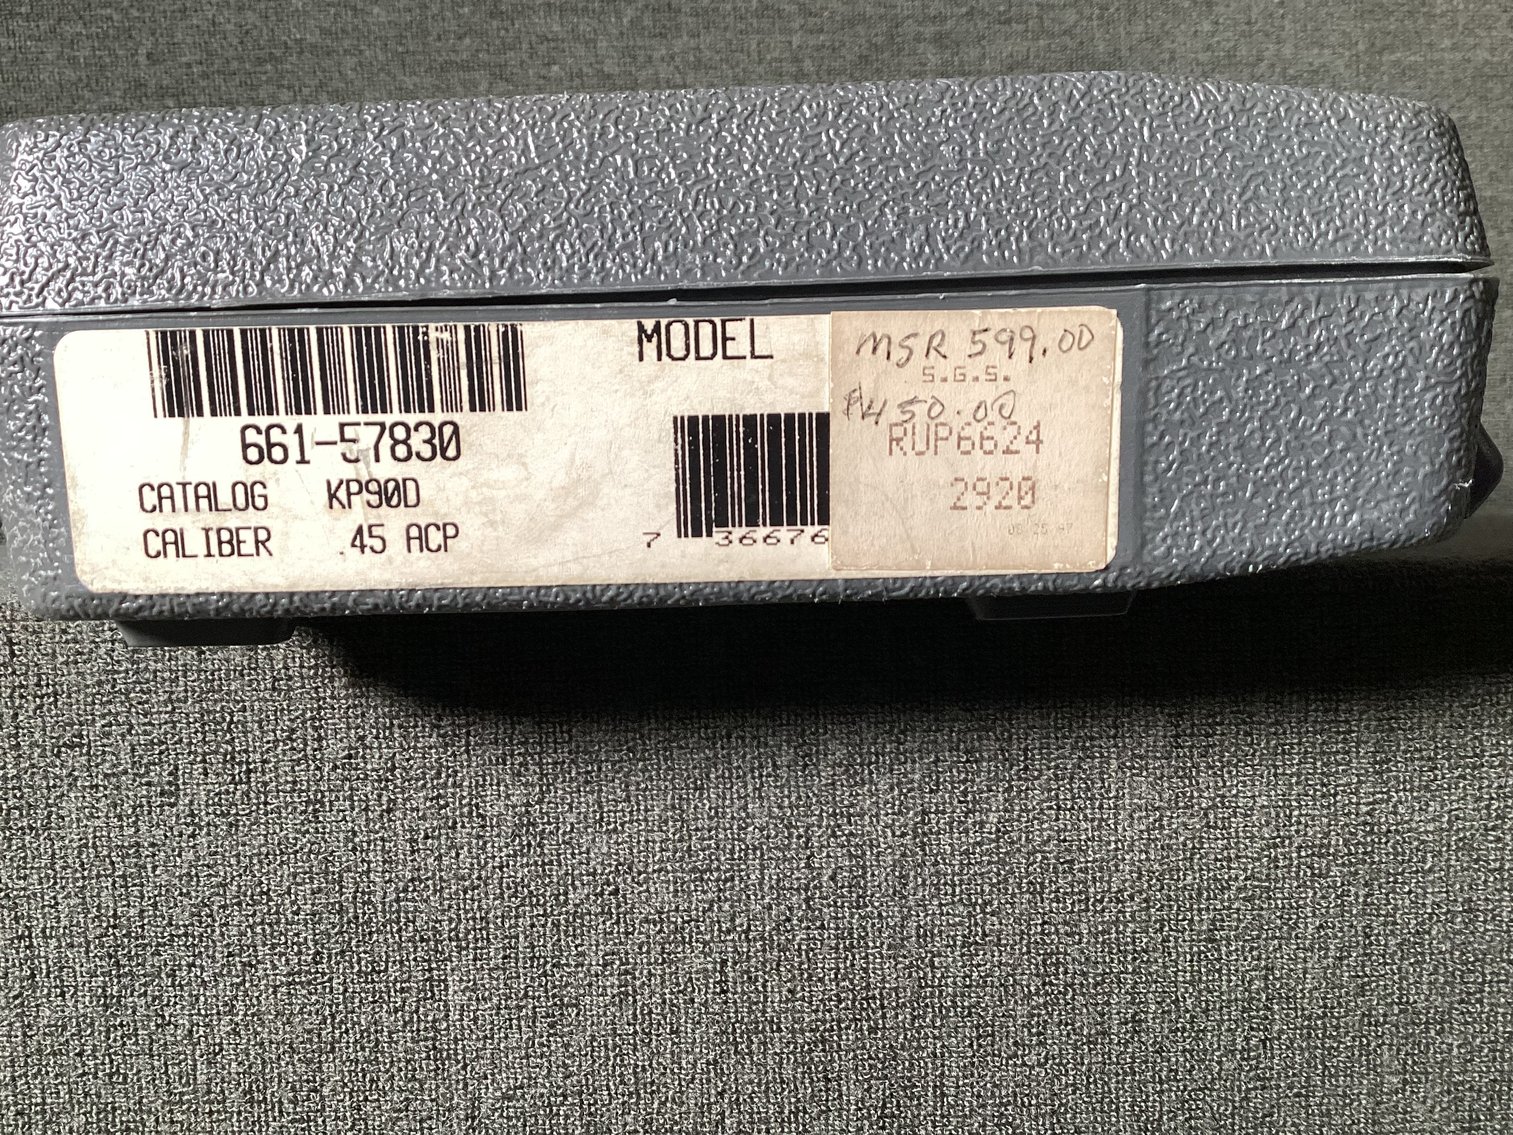 661-57830
CATALOG KP90D
CALIBER .45 ACP
MODEL
7 36676
MSR 599.00
S.G.S.
$450.00
RUP6624
2920